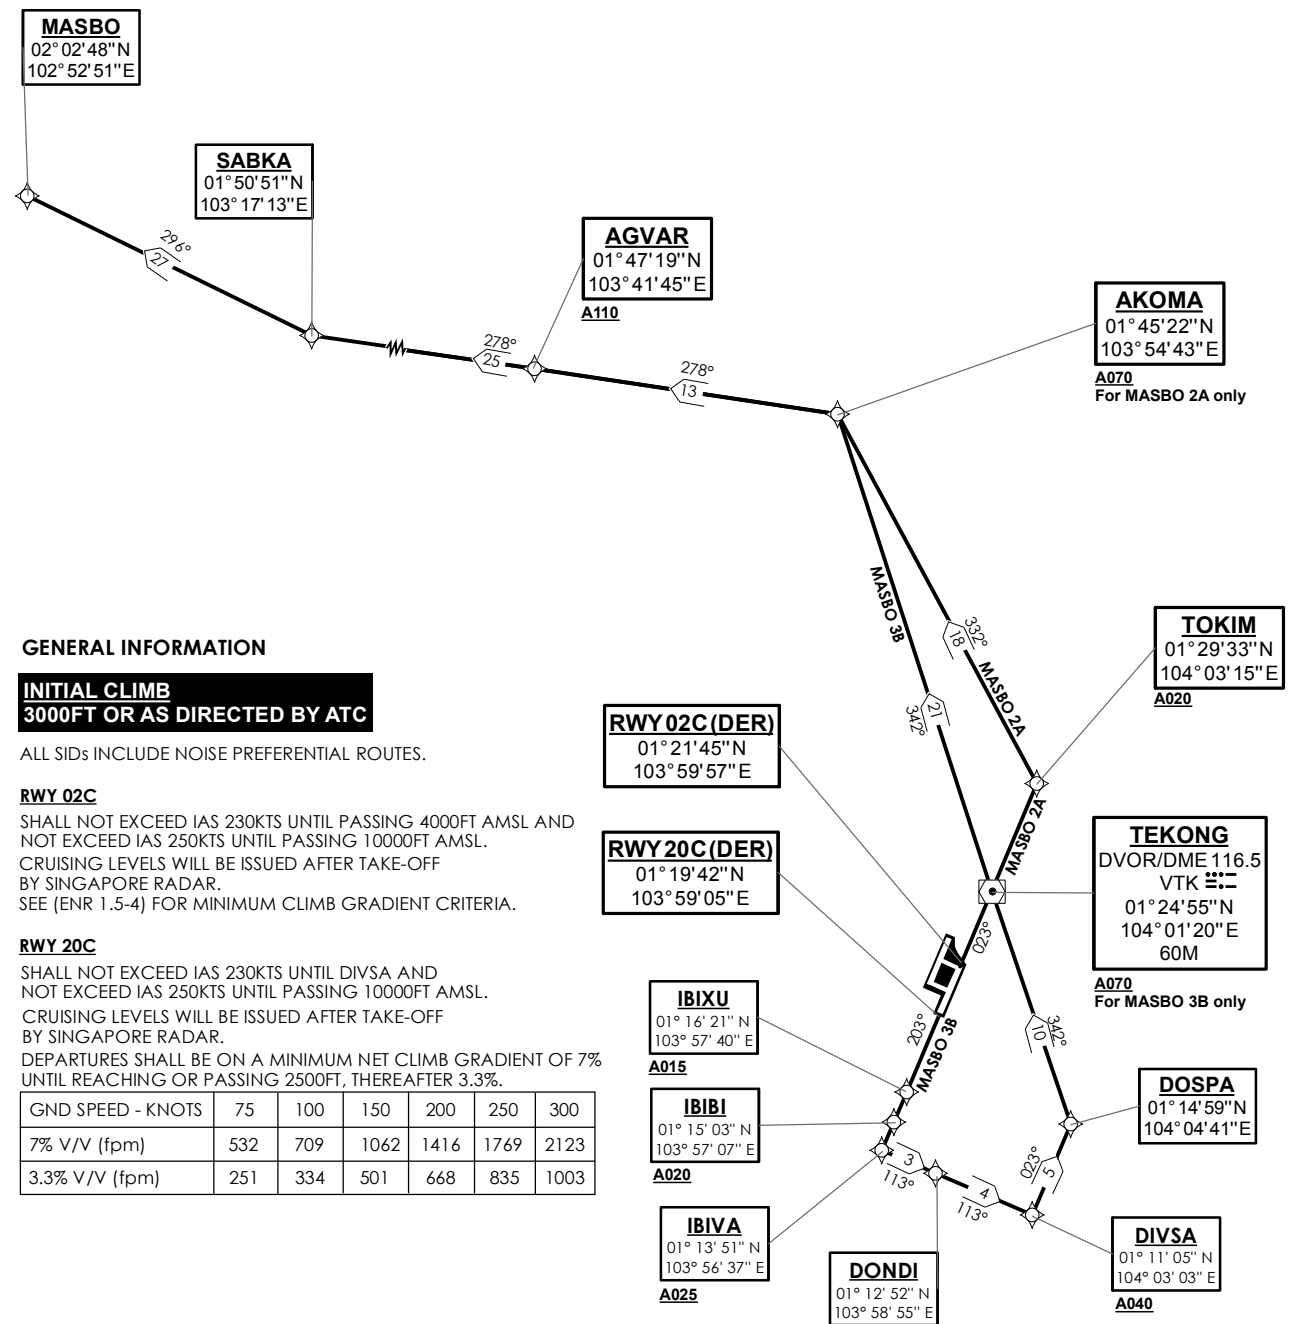 MASBO
02°02'48"N
102°52'51"E
SABKA
01°50'51"N
103°17'13"E
AGVAR
01°47'19"N
103°41'45"E
A110
AKOMA
01°45'22"N
103°54'43"E
A070
For MASBO 2A only
296°
27
278°
25
278°
13
MASBO 3B
332°
18
MASBO 2A
21
342°
TOKIM
01°29'33"N
104°03'15"E
A020
GENERAL INFORMATION
INITIAL CLIMB
3000FT OR AS DIRECTED BY ATC
ALL SIDs INCLUDE NOISE PREFERENTIAL ROUTES.
RWY 02C
SHALL NOT EXCEED IAS 230KTS UNTIL PASSING 4000FT AMSL AND
NOT EXCEED IAS 250KTS UNTIL PASSING 10000FT AMSL.
CRUISING LEVELS WILL BE ISSUED AFTER TAKE-OFF
BY SINGAPORE RADAR.
SEE (ENR 1.5-4) FOR MINIMUM CLIMB GRADIENT CRITERIA.
RWY 20C
SHALL NOT EXCEED IAS 230KTS UNTIL DIVSA AND
NOT EXCEED IAS 250KTS UNTIL PASSING 10000FT AMSL.
CRUISING LEVELS WILL BE ISSUED AFTER TAKE-OFF
BY SINGAPORE RADAR.
DEPARTURES SHALL BE ON A MINIMUM NET CLIMB GRADIENT OF 7%
UNTIL REACHING OR PASSING 2500FT, THEREAFTER 3.3%.
GND SPEED - KNOTS 75 100 150 200 250 300
7% V/V (fpm) 532 709 1062 1416 1769 2123
3.3% V/V (fpm) 251 334 501 668 835 1003
RWY 02C(DER)
01°21'45"N
103°59'57"E
RWY 20C(DER)
01°19'42"N
103°59'05"E
MASBO 2A
TEKONG
DVOR/DME 116.5
VTK
01°24'55"N
104°01'20"E
60M
A070
For MASBO 3B only
023°
203°
MASBO 3B
IBIXU
01° 16' 21" N
103° 57' 40" E
A015
IBIBI
01° 15' 03" N
103° 57' 07" E
A020
IBIVA
01° 13' 51" N
103° 56' 37" E
A025
342°
10
DOSPA
01°14'59"N
104°04'41"E
023°
5
3
113°
4
113°
DONDI
01° 12' 52" N
103° 58' 55" E
DIVSA
01° 11' 05" N
104° 03' 03" E
A040